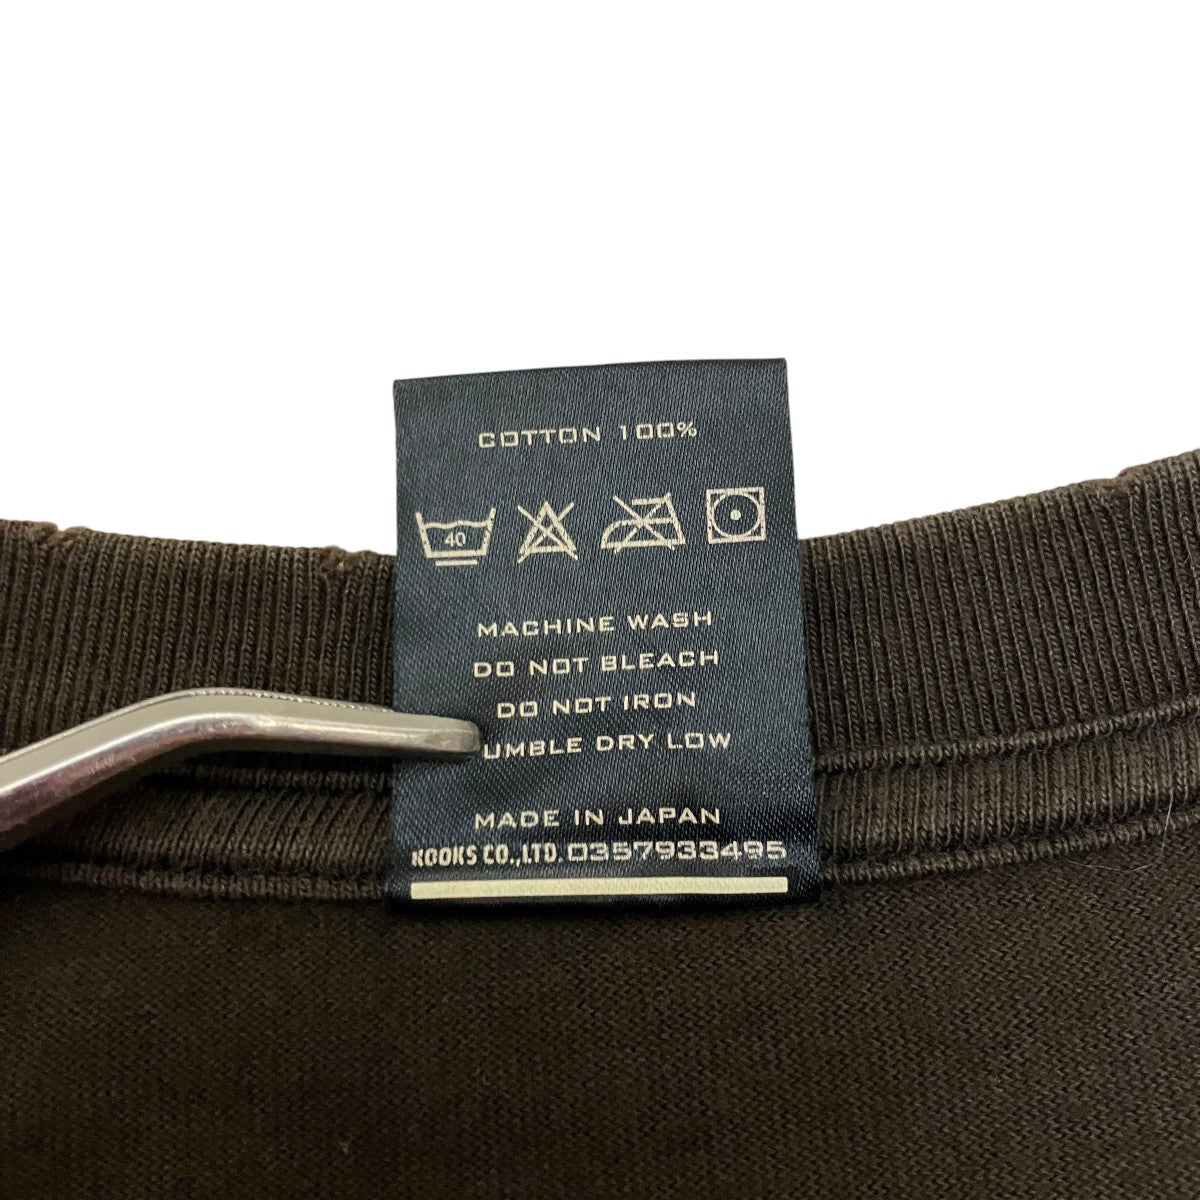 COTTON 100%
40
MACHINE WASH
DO NOT BLEACH
DO NOT IRON
UMBLE DRY LOW
MADE IN JAPAN
KOOKS CO.,LTD. 0357933495